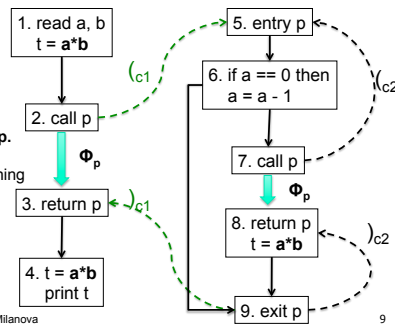 1. read a, b
t = a*b
2. call p
p.
Φp
ning
3. return p
4. t = a*b
print t
(c1
)c1
5. entry p
6. if a == 0 then
a = a - 1
7. call p
Φp
8. return p
t = a*b
9. exit p
(c2
)c2
Milanova
9